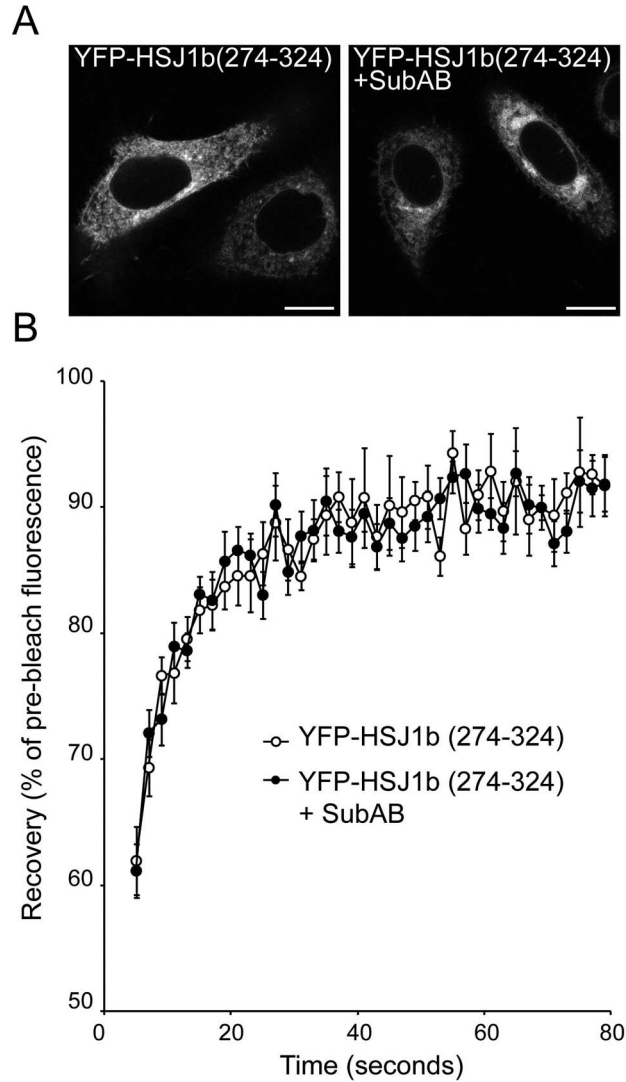 A
YFP-HSJ1b(274-324)
YFP-HSJ1b(274-324)
+SubAB
B
100
90
80
70
60
50
0
20
40
60
80
Recovery (% of pre-bleach fluorescence)
Time (seconds)
YFP-HSJ1b (274-324)
YFP-HSJ1b (274-324)
+ SubAB